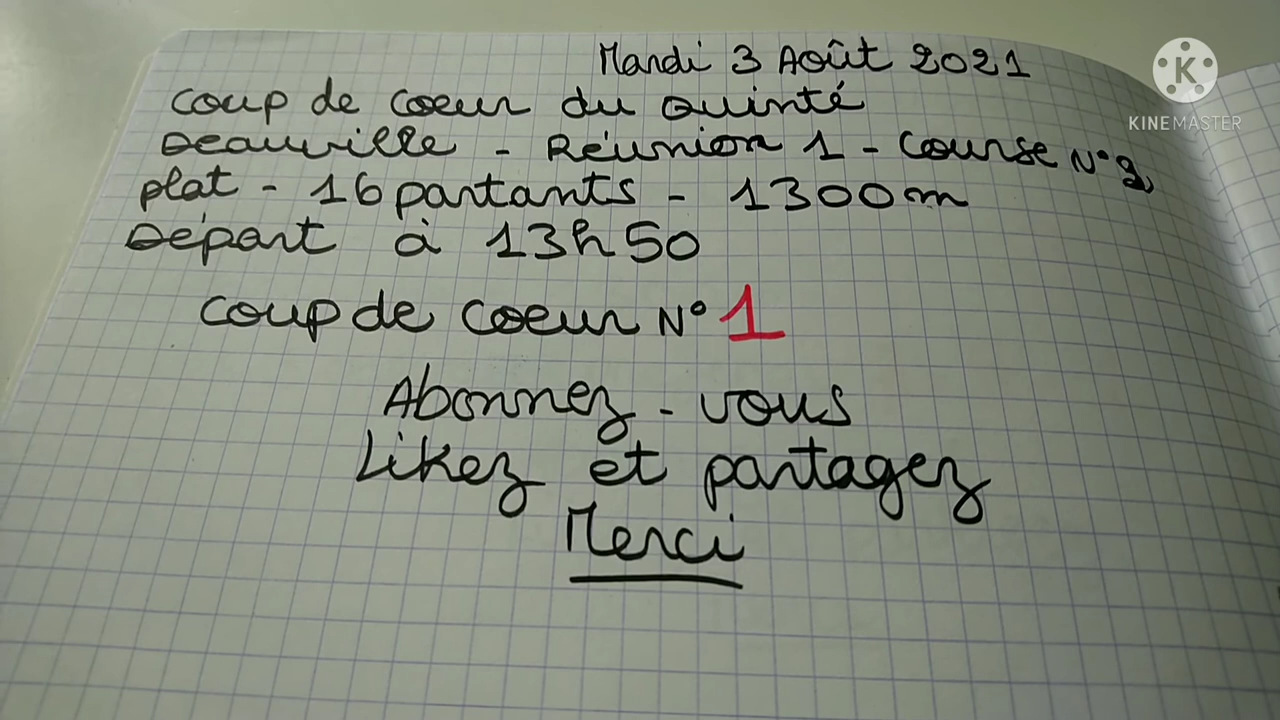 Mardi 3 Août 2021
Coup de coeur du Quinté
Deauville - Réunion 1 - Course N°
plat - 16 partants - 1300m
Départ à 13h50
Coup de coeur N° 1
Abonnez-vous
Likez et partagez
Merci
KINEMASTER